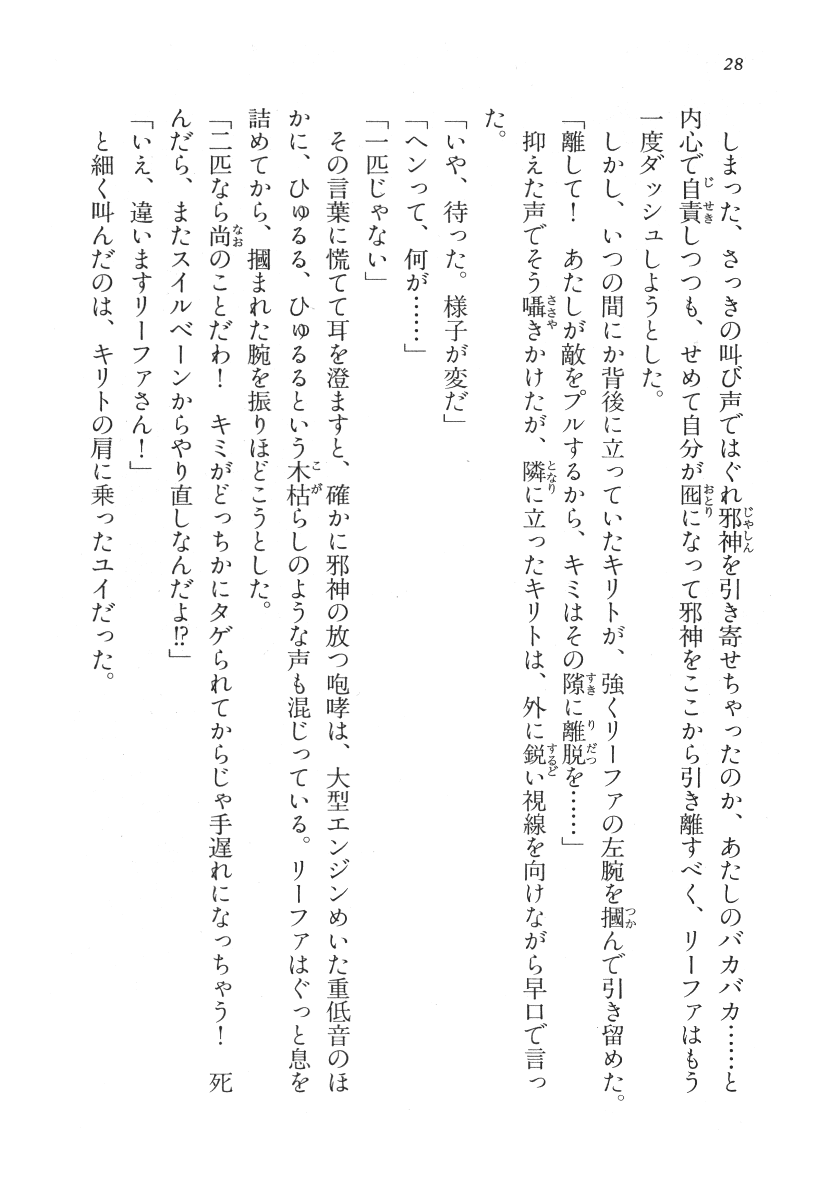 28
しまった、さっきの叫び声ではぐれ邪神を引き寄せちゃったのか、あたしのバカバカ……と
内心で自責しつつも、せめて自分が囮になって邪神をここから引き離すべく、リーファはもう
一度ダッシュしようとした。
しかし、いつの間にか背後に立っていたキリトが、強くリーファの左腕を摑んで引き留めた。
「離して！　あたしが敵をプルするから、キミはその隙に離脱を……」
抑えた声でそう囁きかけたが、隣に立ったキリトは、外に鋭い視線を向けながら早口で言っ
た。
「いや、待った。様子が変だ」
「ヘンって、何が……」
「一匹じゃない」
その言葉に慌てて耳を澄ますと、確かに邪神の放つ咆哮は、大型エンジンめいた重低音のほ
かに、ひゅるる、ひゅるるという木枯らしのような声も混じっている。リーファはぐっと息を
詰めてから、摑まれた腕を振りほどこうとした。
「二匹なら尚のことだわ！　キミがどっちかにタゲられてからじゃ手遅れになっちゃう！　死
んだら、またスイルベーンからやり直しなんだよ!?」
「いえ、違いますリーファさん！」
と細く叫んだのは、キリトの肩に乗ったユイだった。